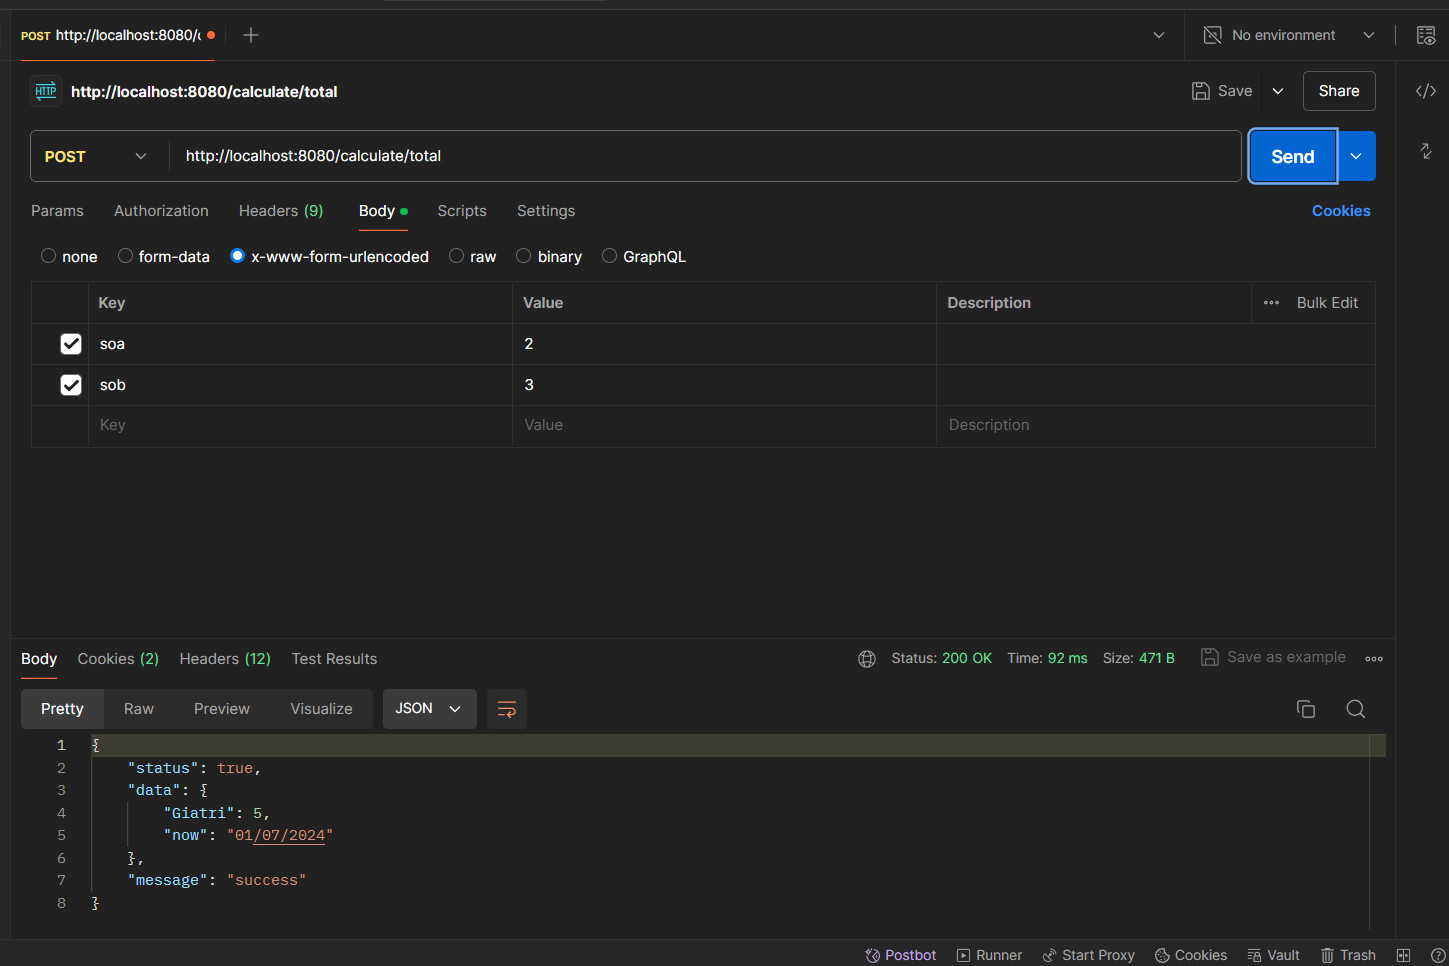 POST http://localhost:8080/c
No environment
HTTP http://localhost:8080/calculate/total
Save
Share
POST
http://localhost:8080/calculate/total
Send
Params Authorization Headers (9) Body Scripts Settings Cookies
none form-data x-www-form-urlencoded raw binary GraphQL
Key Value Description Bulk Edit
soa 2
sob 3
Key Value Description
Body Cookies (2) Headers (12) Test Results Status: 200 OK Time: 92 ms Size: 471 B Save as example
Pretty Raw Preview Visualize JSON
1 {
2 "status": true,
3 "data": {
4 "Giatri": 5,
5 "now": "01/07/2024"
6 },
7 "message": "success"
8 }
Postbot Runner Start Proxy Cookies Vault Trash